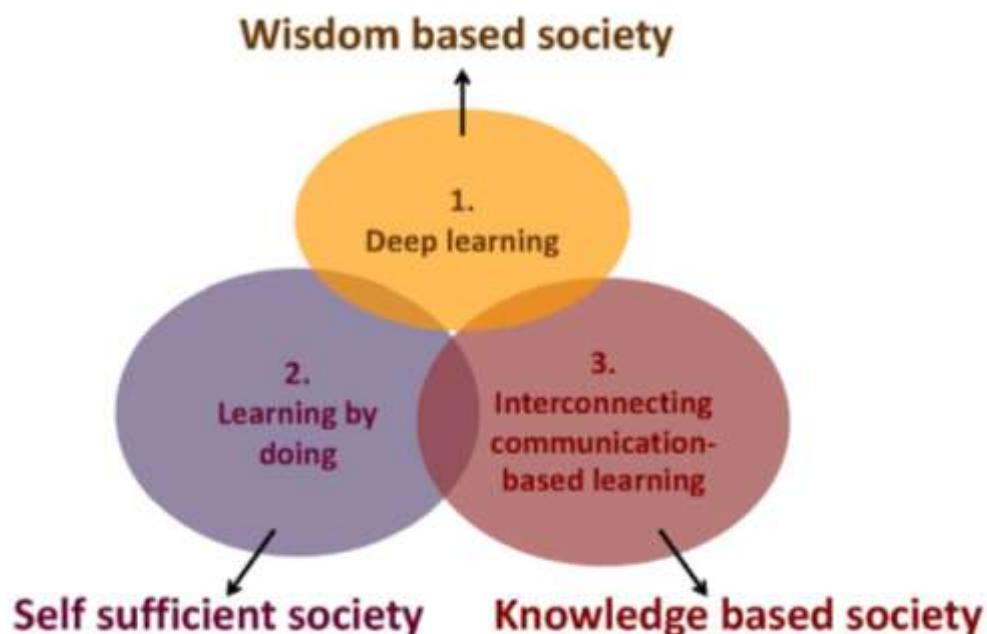 Wisdom based society
1.
Deep learning
2.
Learning by
doing
3.
Interconnecting
communication-
based learning
Self sufficient society
Knowledge based society